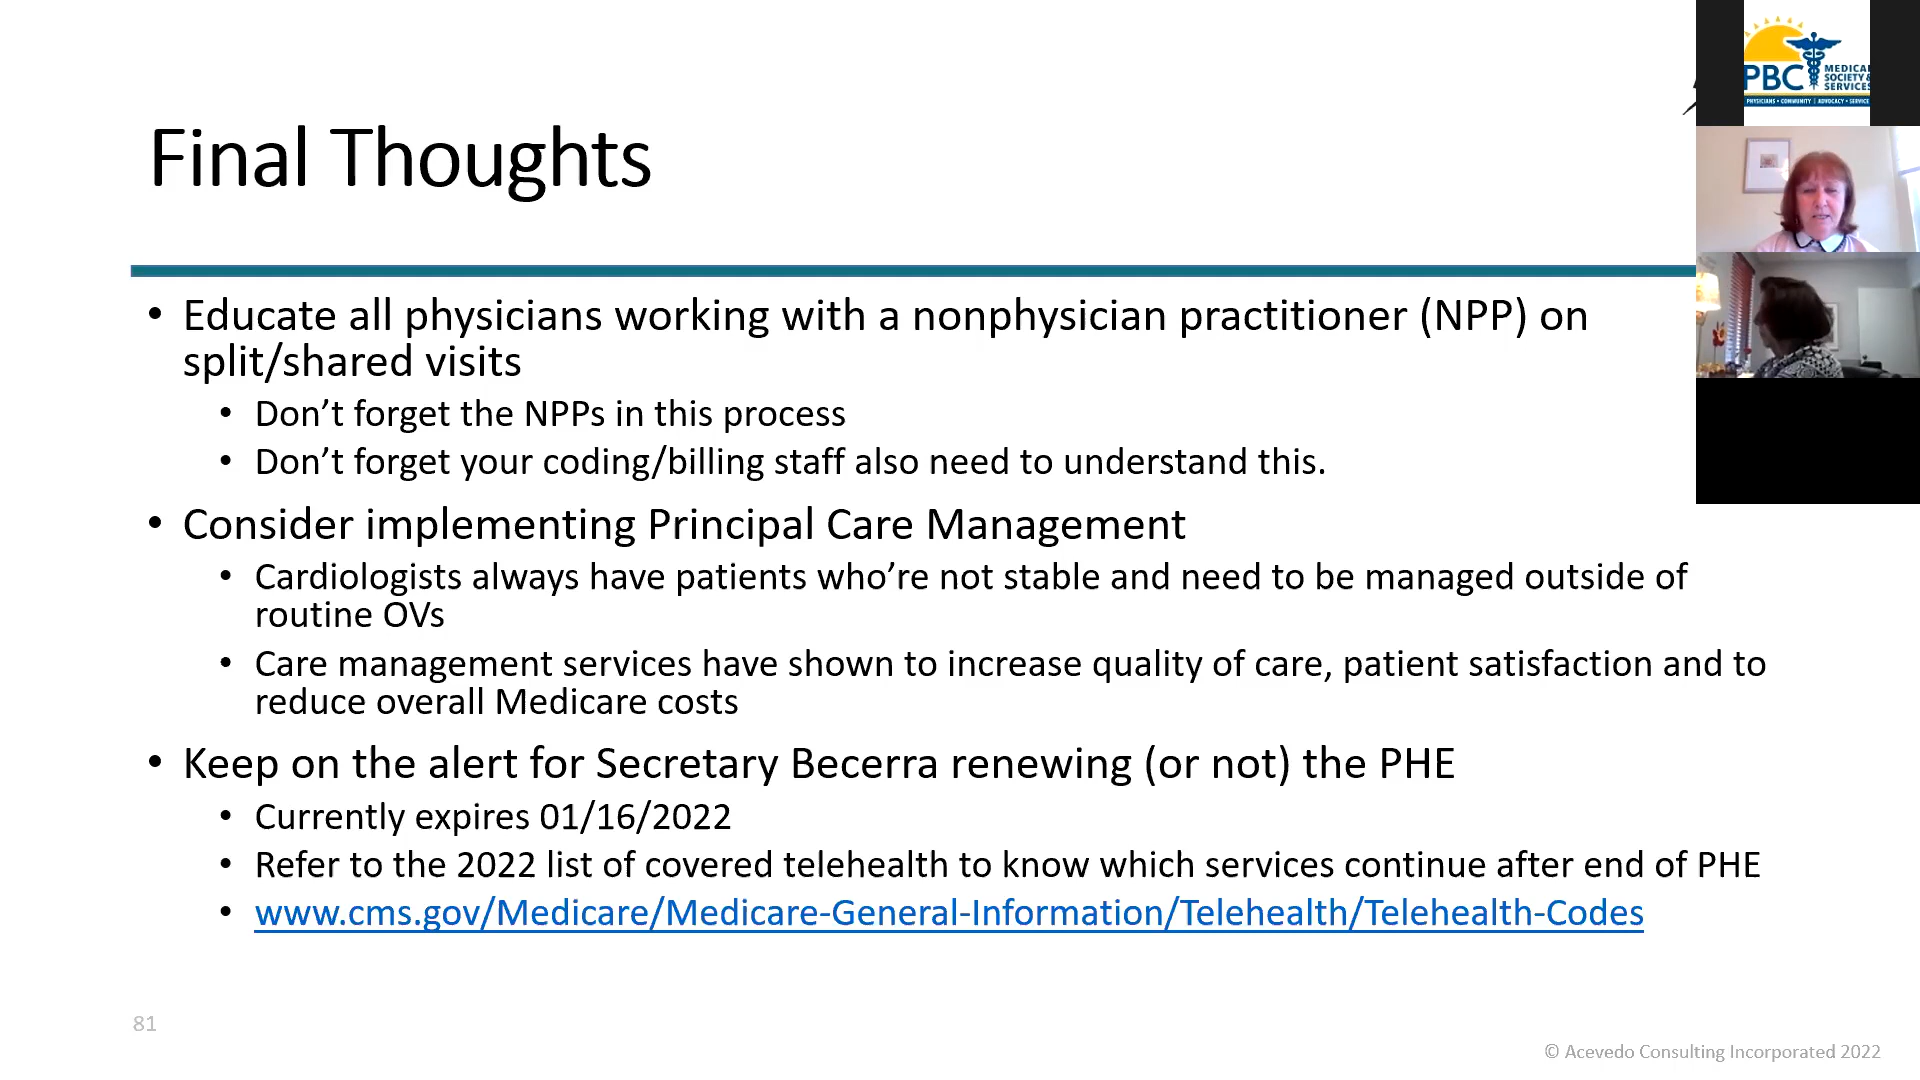 Final Thoughts
• Educate all physicians working with a nonphysician practitioner (NPP) on
split/shared visits
• Don’t forget the NPPs in this process
• Don’t forget your coding/billing staff also need to understand this.
• Consider implementing Principal Care Management
• Cardiologists always have patients who’re not stable and need to be managed outside of
routine OVs
• Care management services have shown to increase quality of care, patient satisfaction and to
reduce overall Medicare costs
• Keep on the alert for Secretary Becerra renewing (or not) the PHE
• Currently expires 01/16/2022
• Refer to the 2022 list of covered telehealth to know which services continue after end of PHE
• www.cms.gov/Medicare/Medicare-General-Information/Telehealth/Telehealth-Codes
81
© Acevedo Consulting Incorporated 2022
PBC
MEDICAL
SOCIETY &
SERVICES
PHYSICIANS • COMMUNITY | ADVOCACY • SERVICE